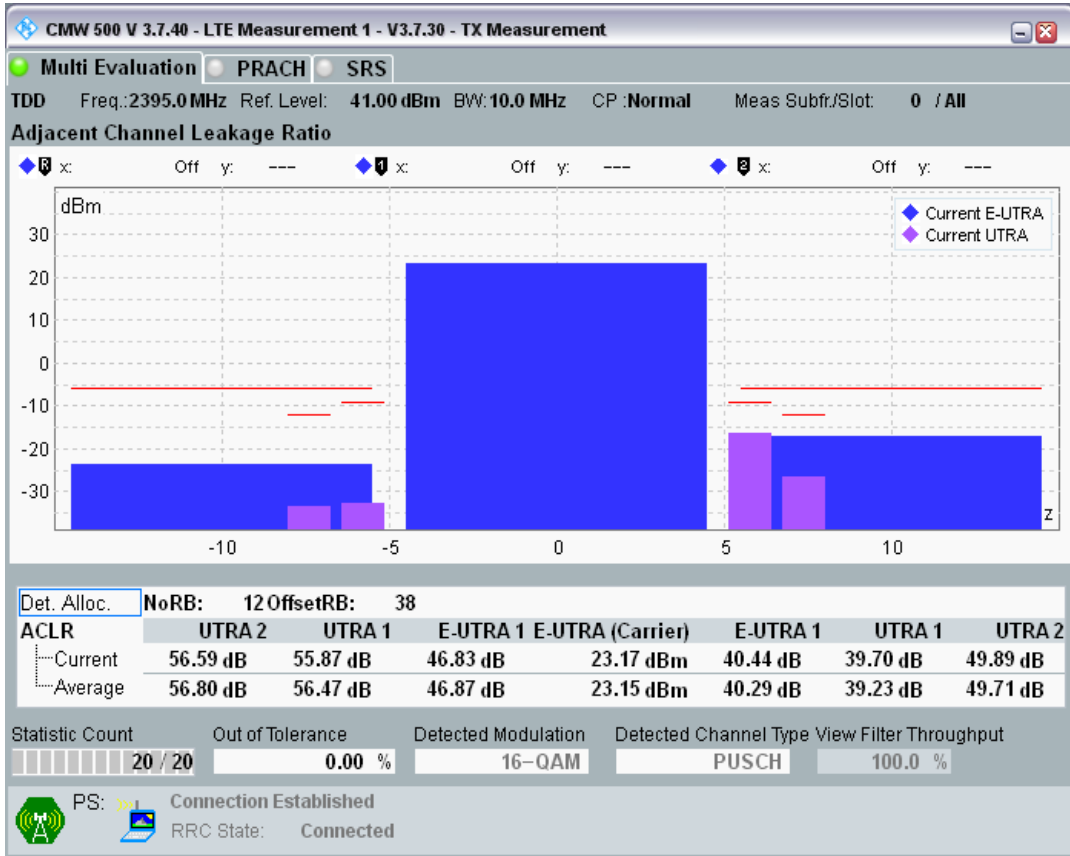 CMW 500 V 3.7.40 - LTE Measurement 1 - V3.7.30 - TX Measurement
Multi Evaluation PRACH SRS
TDD Freq.:2395.0 MHz Ref. Level: 41.00 dBm BW: 10.0 MHz CP :Normal Meas Subfr./Slot: 0 / All
Adjacent Channel Leakage Ratio
R x: Off y: --- 1 x: Off y: --- 2 x: Off y: ---
dBm
Current E-UTRA
Current UTRA
30
20
10
0
-10
-20
-30
z
-10 -5 0 5 10
Det. Alloc. NoRB: 12 OffsetRB: 38
ACLR UTRA 2 UTRA 1 E-UTRA 1 E-UTRA (Carrier) E-UTRA 1 UTRA 1 UTRA 2
Current 56.59 dB 55.87 dB 46.83 dB 23.17 dBm 40.44 dB 39.70 dB 49.89 dB
Average 56.80 dB 56.47 dB 46.87 dB 23.15 dBm 40.29 dB 39.23 dB 49.71 dB
Statistic Count Out of Tolerance Detected Modulation Detected Channel Type View Filter Throughput
20 / 20 0.00 % 16-QAM PUSCH 100.0 %
PS: Connection Established
RRC State: Connected